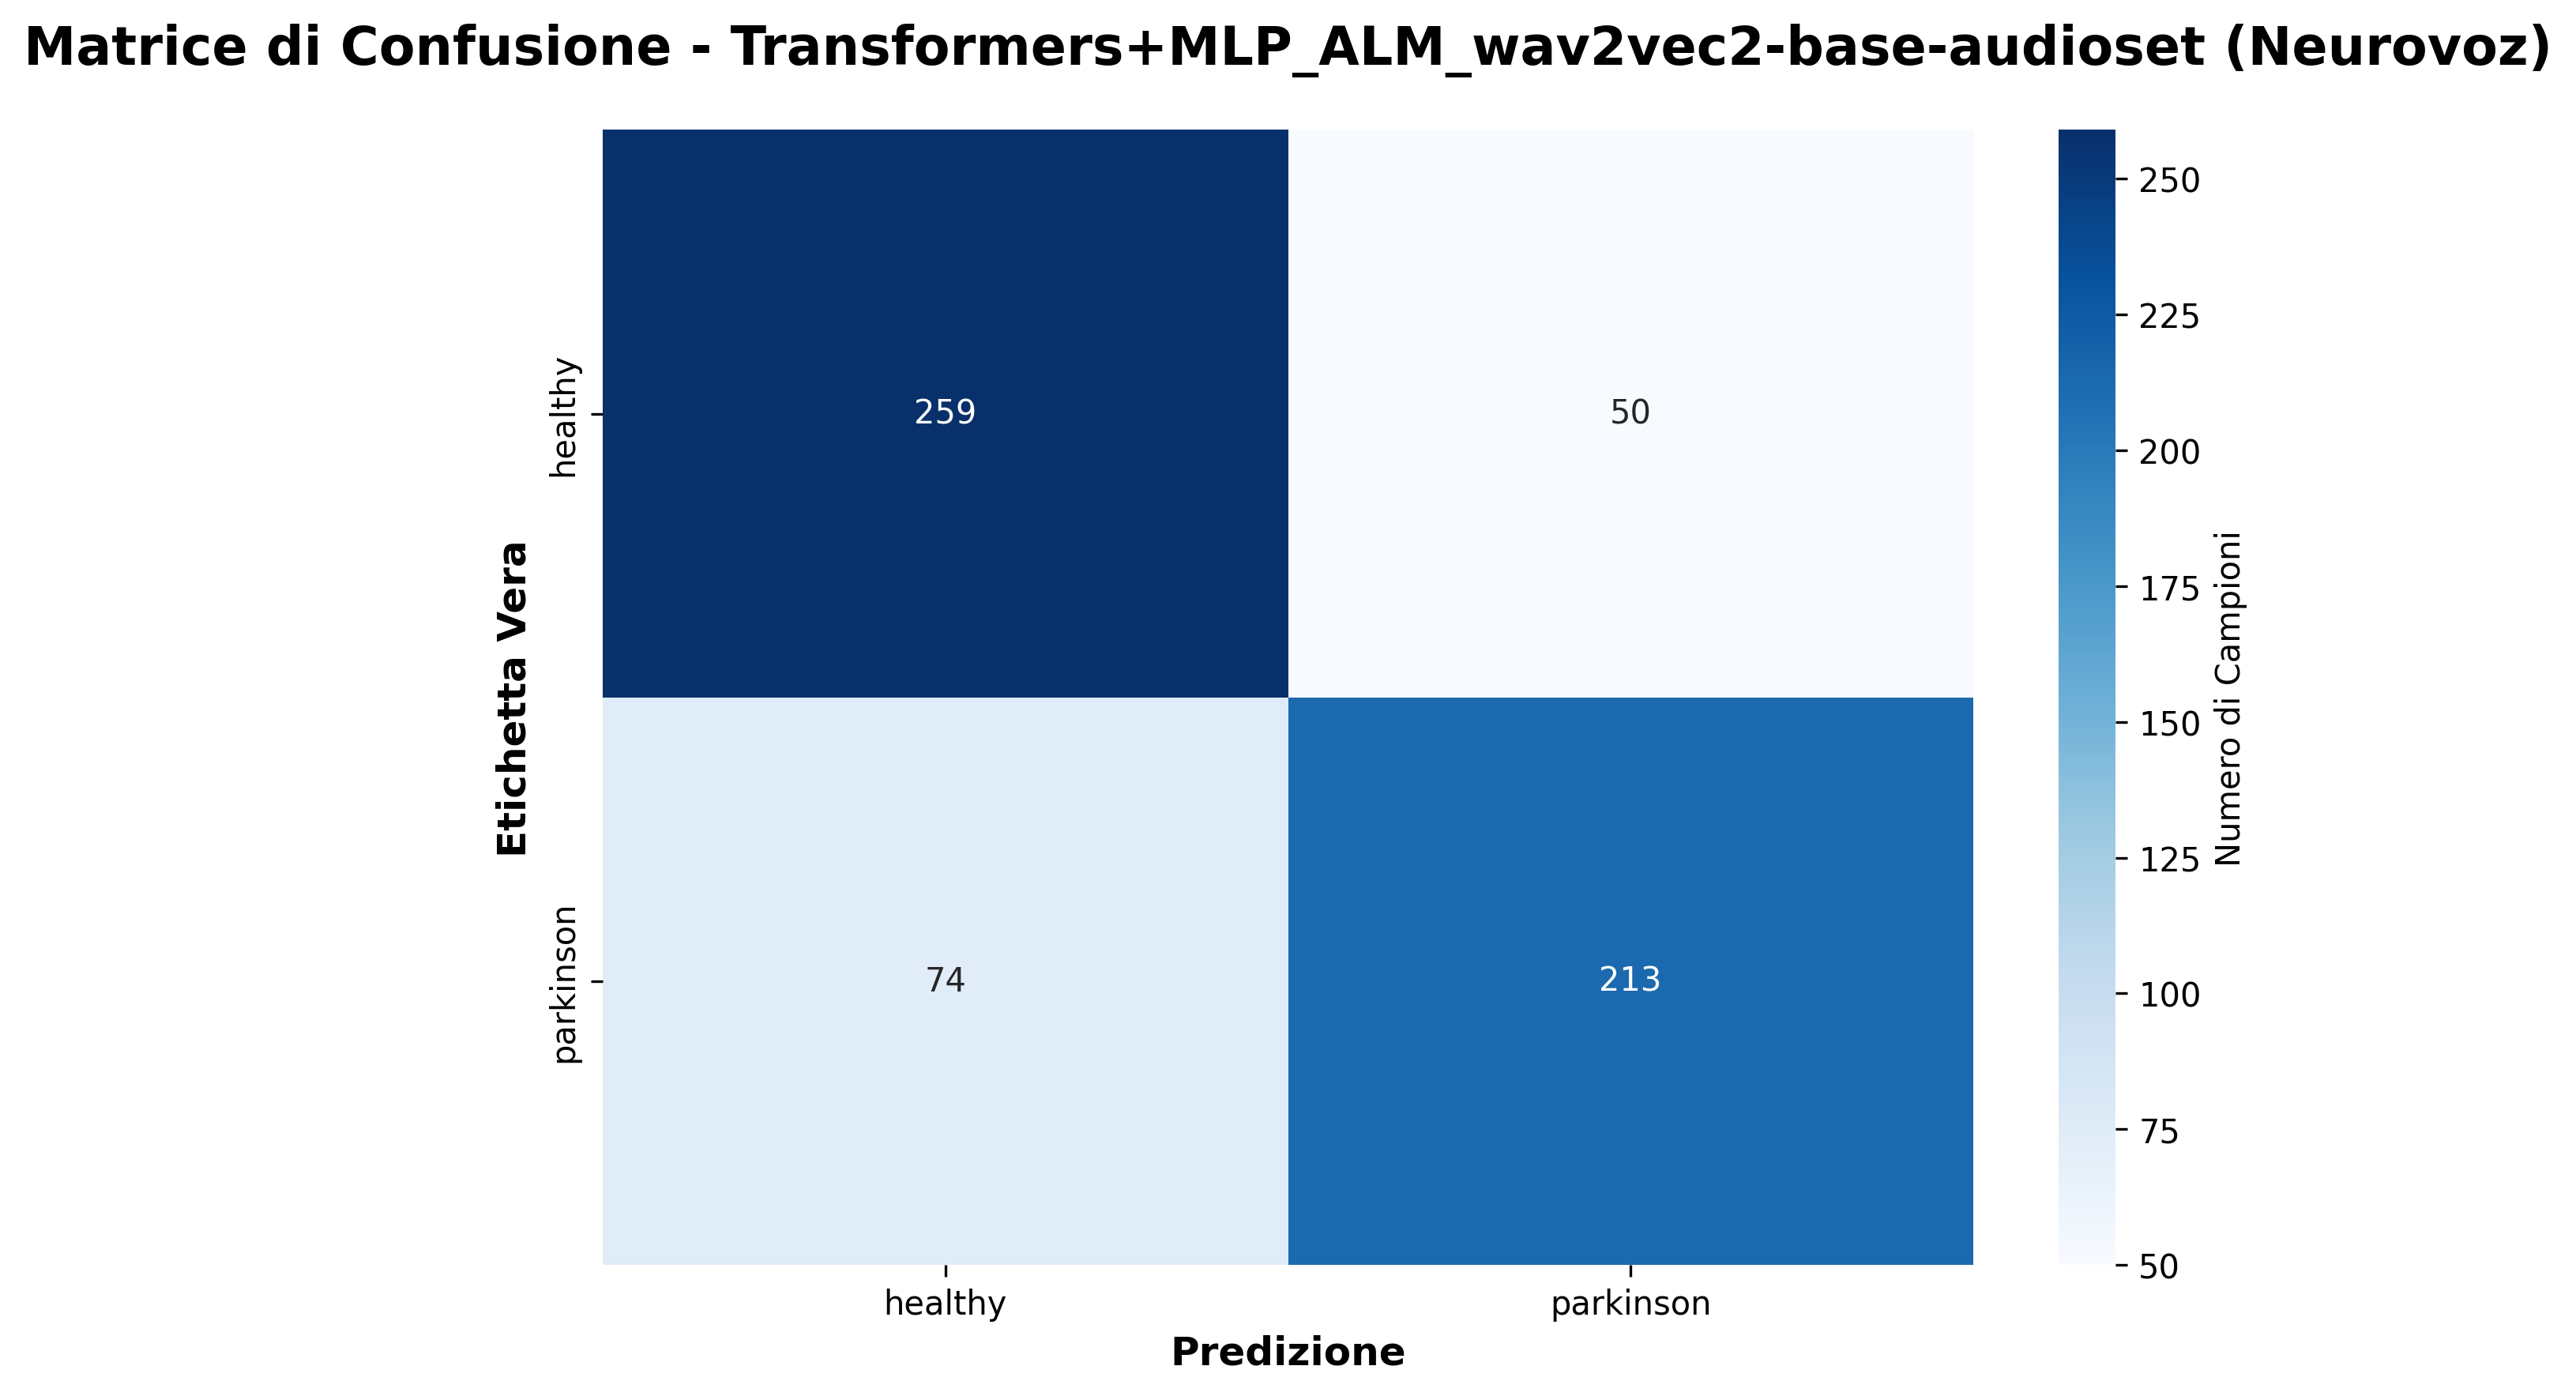 Matrice di Confusione - Transformers+MLP_ALM_wav2vec2-base-audioset (Neurovoz)
Etichetta Vera
healthy
parkinson
259
50
74
213
healthy
parkinson
Predizione
250
225
200
175
150
125
100
75
50
Numero di Campioni